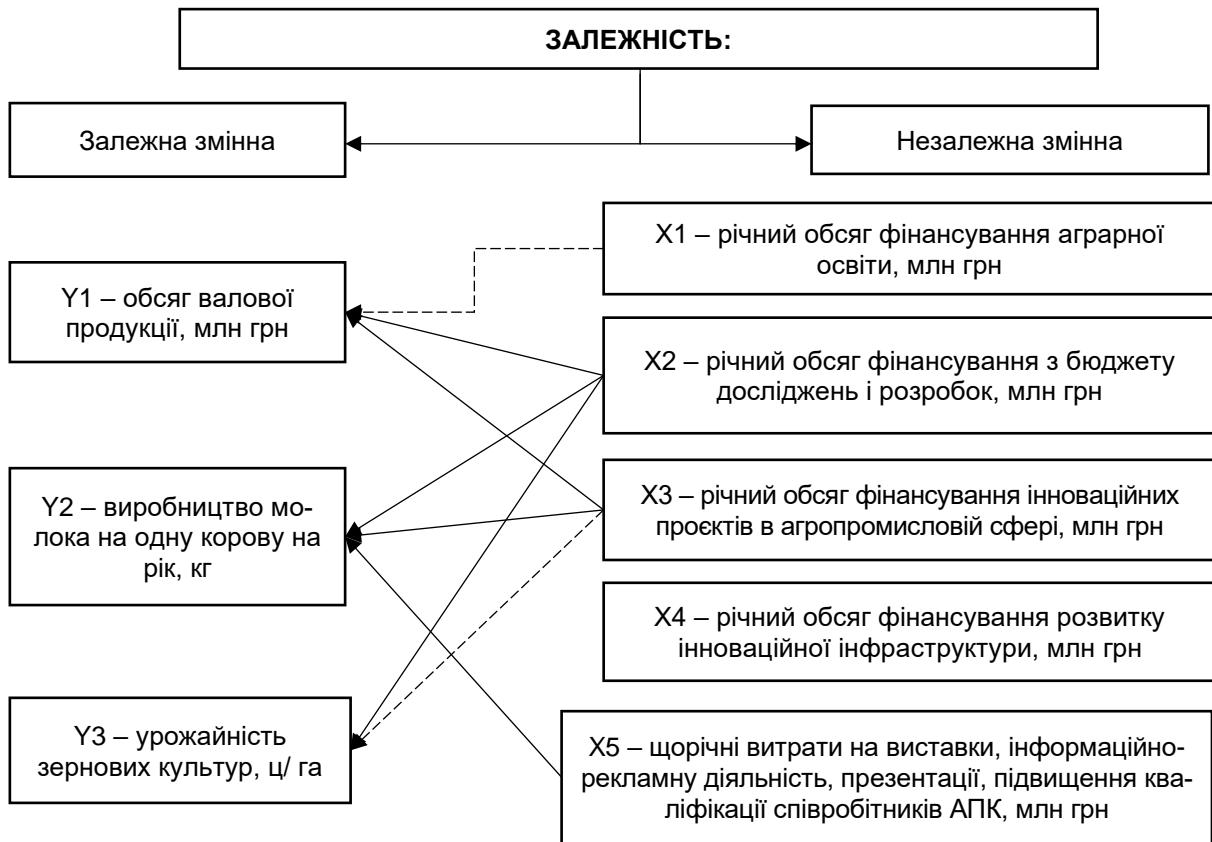 ЗАЛЕЖНІСТЬ:
Залежна змінна
Незалежна змінна
Y1 – обсяг валової
продукції, млн грн
Y2 – виробництво мо-
лока на одну корову на
рік, кг
Y3 – урожайність
зернових культур, ц/ га
X1 – річний обсяг фінансування аграрної
освіти, млн грн
X2 – річний обсяг фінансування з бюджету
досліджень і розробок, млн грн
X3 – річний обсяг фінансування інноваційних
проєктів в агропромисловій сфері, млн грн
X4 – річний обсяг фінансування розвитку
інноваційної інфраструктури, млн грн
X5 – щорічні витрати на виставки, інформаційно-
рекламну діяльність, презентації, підвищення ква-
ліфікації співробітників АПК, млн грн